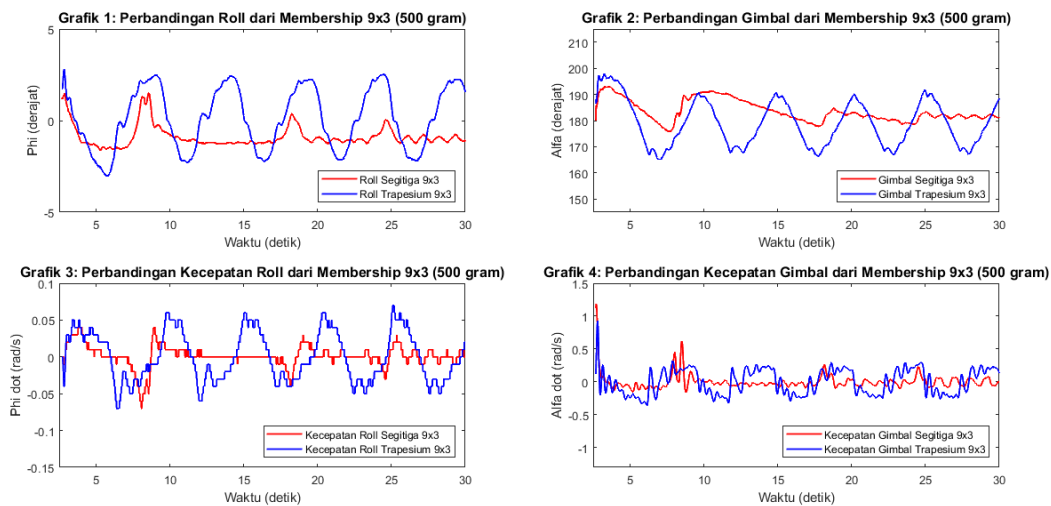 Grafik 1: Perbandingan Roll dari Membership 9x3 (500 gram)
5
0
-5
Phi (derajat)
5
10
15
20
25
30
Waktu (detik)
Roll Segitiga 9x3
Roll Trapesium 9x3
Grafik 2: Perbandingan Gimbal dari Membership 9x3 (500 gram)
210
200
190
180
170
160
150
Alfa (derajat)
5
10
15
20
25
30
Waktu (detik)
Gimbal Segitiga 9x3
Gimbal Trapesium 9x3
Grafik 3: Perbandingan Kecepatan Roll dari Membership 9x3 (500 gram)
0.1
0.05
0
-0.05
-0.1
-0.15
Phi dot (rad/s)
5
10
15
20
25
30
Waktu (detik)
Kecepatan Roll Segitiga 9x3
Kecepatan Roll Trapesium 9x3
Grafik 4: Perbandingan Kecepatan Gimbal dari Membership 9x3 (500 gram)
1.5
1
0.5
0
-0.5
-1
Alfa dot (rad/s)
5
10
15
20
25
30
Waktu (detik)
Kecepatan Gimbal Segitiga 9x3
Kecepatan Gimbal Trapesium 9x3